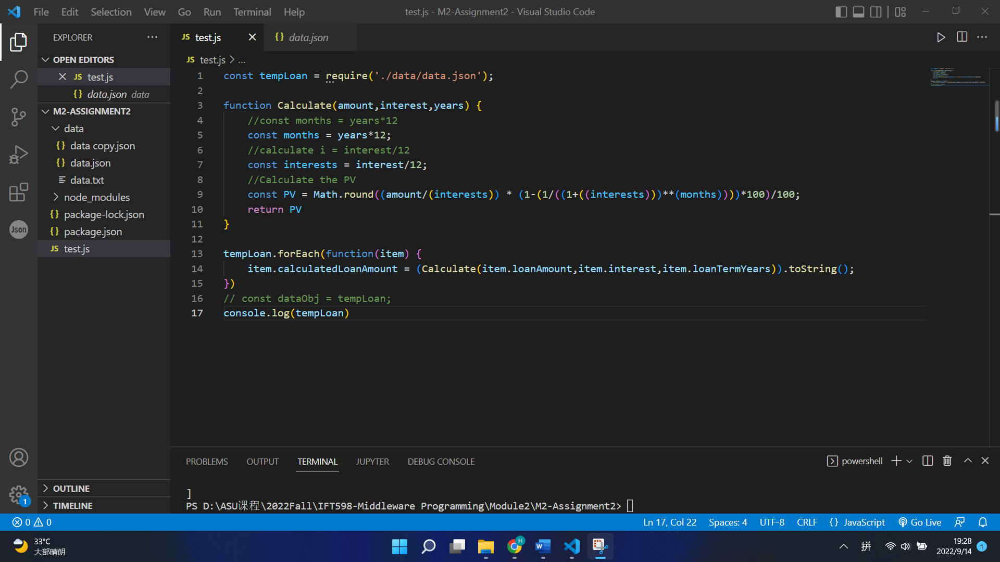 File Edit Selection View Go Run Terminal Help
test.js - M2-Assignment2 - Visual Studio Code
EXPLORER
JS test.js
{} data.json
OPEN EDITORS
JS test.js
{} data.json data
M2-ASSIGNMENT2
data
{} data copy.json
{} data.json
data.txt
node_modules
{} package-lock.json
{} package.json
JS test.js
Json
OUTLINE
TIMELINE
1
JS test.js > ...
1 const tempLoan = require('./data/data.json');
2
3 function Calculate(amount,interest,years) {
4 //const months = years*12
5 const months = years*12;
6 //calculate i = interest/12
7 const interests = interest/12;
8 //Calculate the PV
9 const PV = Math.round((amount/(interests)) * (1-(1/((1+((interests)))**(months))))*100)/100;
10 return PV
11 }
12
13 tempLoan.forEach(function(item) {
14 item.calculatedLoanAmount = (Calculate(item.loanAmount,item.interest,item.loanTermYears)).toString();
15 })
16 // const dataObj = tempLoan;
17 console.log(tempLoan)
PROBLEMS OUTPUT TERMINAL JUPYTER DEBUG CONSOLE
powershell
]
PS D:\ASU课程\2022Fall\IFT598-Middleware Programming\Module2\M2-Assignment2>
0 0
Ln 17, Col 22 Spaces: 4 UTF-8 CRLF {} JavaScript Go Live
33°C
大部晴朗
H
W
拼
19:28
2022/9/14
1